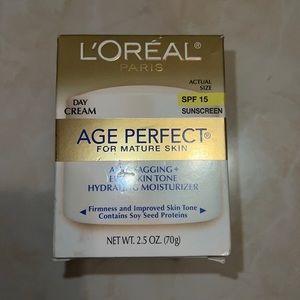 L'ORÉAL®
PARIS
ACTUAL
SIZE
DAY
CREAM
SPF 15
SUNSCREEN
AGE PERFECT®
FOR MATURE SKIN
SKIN TONE
HYDRATING MOISTURIZER
Firmness and Improved Skin Tone
Contains Soy Seed Proteins
NET WT. 2.5 OZ. (70g)